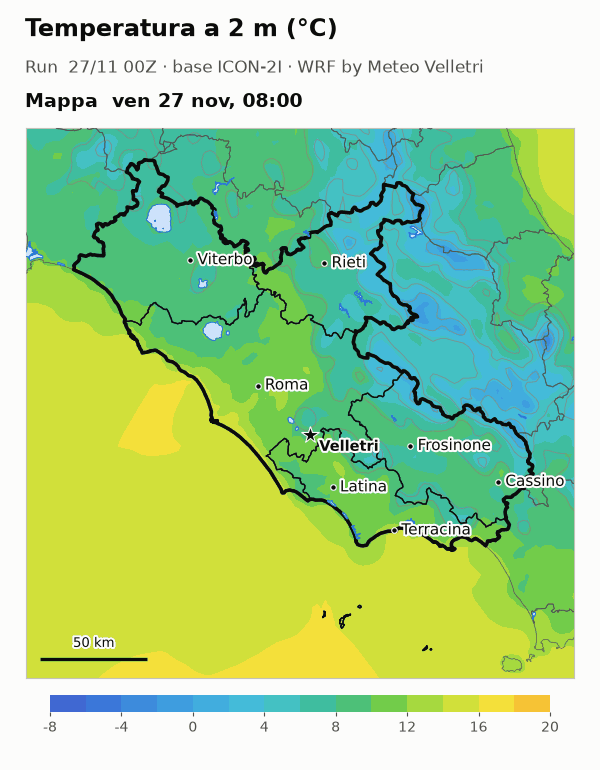 Temperatura a 2 m (°C)
Run  27/11 00Z · base ICON-2I · WRF by Meteo Velletri
Mappa  ven 27 nov, 08:00
Viterbo
Rieti
Roma
Velletri
Frosinone
Latina
Cassino
Terracina
50 km
-8 -4 0 4 8 12 16 20